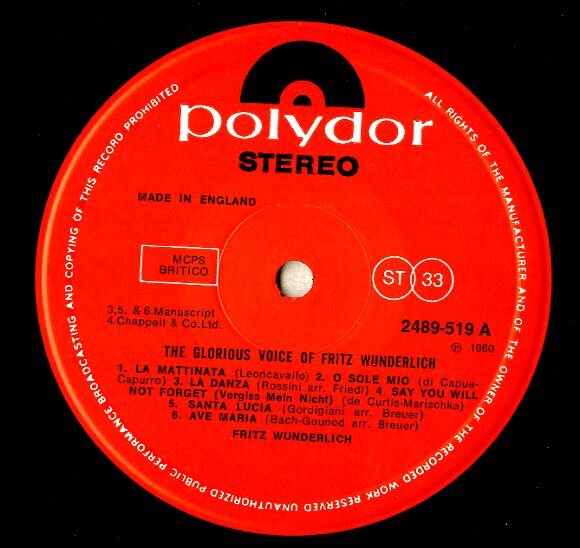 polydor
STEREO
MADE IN ENGLAND
MCPS
BRITICO
ST 33
3,5. & 6.Manuscript
4.Chappell & Co.Ltd.
2489-519 A
℗ 1960
THE GLORIOUS VOICE OF FRITZ WUNDERLICH
1. LA MATTINATA (Leoncavallo) 2. O SOLE MIO (di Capua-
Capurro) 3. LA DANZA (Rossini arr. Friedl) 4. SAY YOU WILL
NOT FORGET (Vergiss Mein Nicht) (de Curtis-Marischka)
5. SANTA LUCIA (Gordigiani arr. Breuer)
6. AVE MARIA (Bach-Gounod arr. Breuer)
FRITZ WUNDERLICH
ALL RIGHTS OF THE MANUFACTURER AND OF THE OWNER OF THE RECORDED WORK RESERVED UNAUTHORIZED PUBLIC PERFORMANCE BROADCASTING AND COPYING OF THIS RECORD PROHIBITED